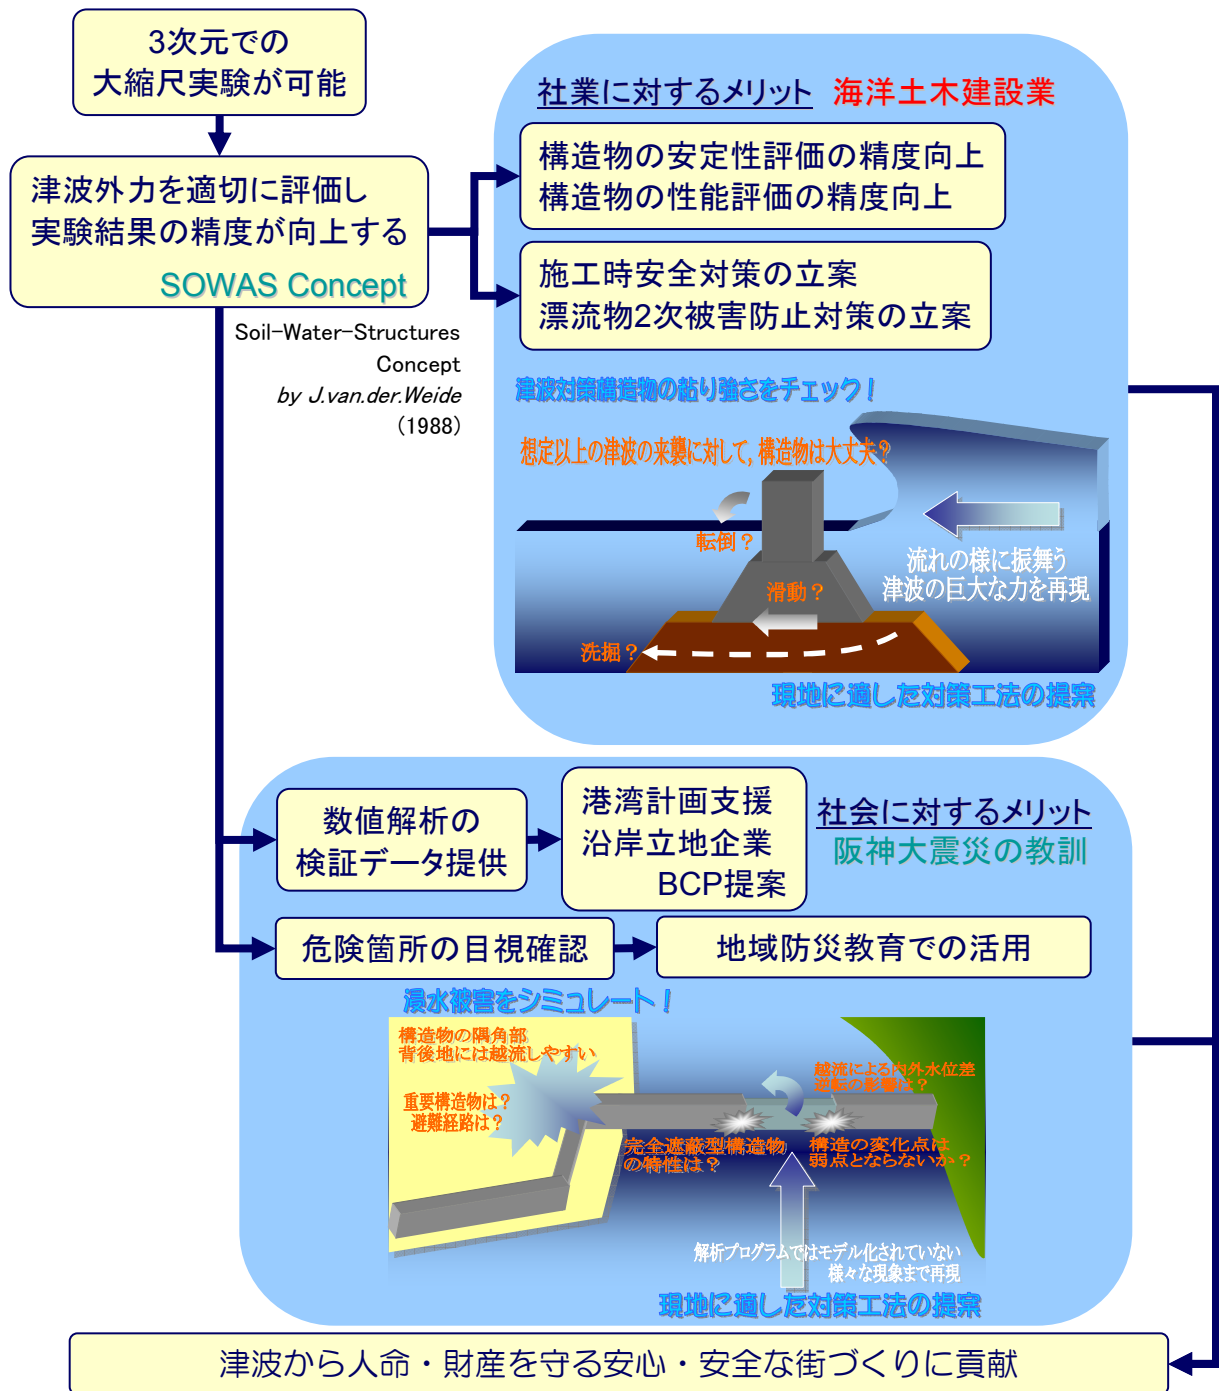 3次元での
大縮尺実験が可能
津波外力を適切に評価し
実験結果の精度が向上する
SOWAS Concept
Soil-Water-Structures
Concept
by J.van.der.Weide
(1988)
社業に対するメリット 海洋土木建設業
構造物の安定性評価の精度向上
構造物の性能評価の精度向上
施工時安全対策の立案
漂流物2次被害防止対策の立案
津波対策構造物の粘り強さをチェック！
想定以上の津波の来襲に対して，構造物は大丈夫？
転倒？
滑動？
洗掘？
流れの様に振舞う
津波の巨大な力を再現
現地に適した対策工法の提案
数値解析の
検証データ提供
港湾計画支援
沿岸立地企業
BCP提案
社会に対するメリット
阪神大震災の教訓
危険箇所の目視確認
地域防災教育での活用
浸水被害をシミュレート！
構造物の隅角部
背後地には越流しやすい
重要構造物は？
避難経路は？
越流による内外水位差
逆転の影響は？
完全遮蔽型構造物
の特性は？
構造の変化点は
弱点とならないか？
解析プログラムではモデル化されていない
様々な現象まで再現
現地に適した対策工法の提案
津波から人命・財産を守る安心・安全な街づくりに貢献